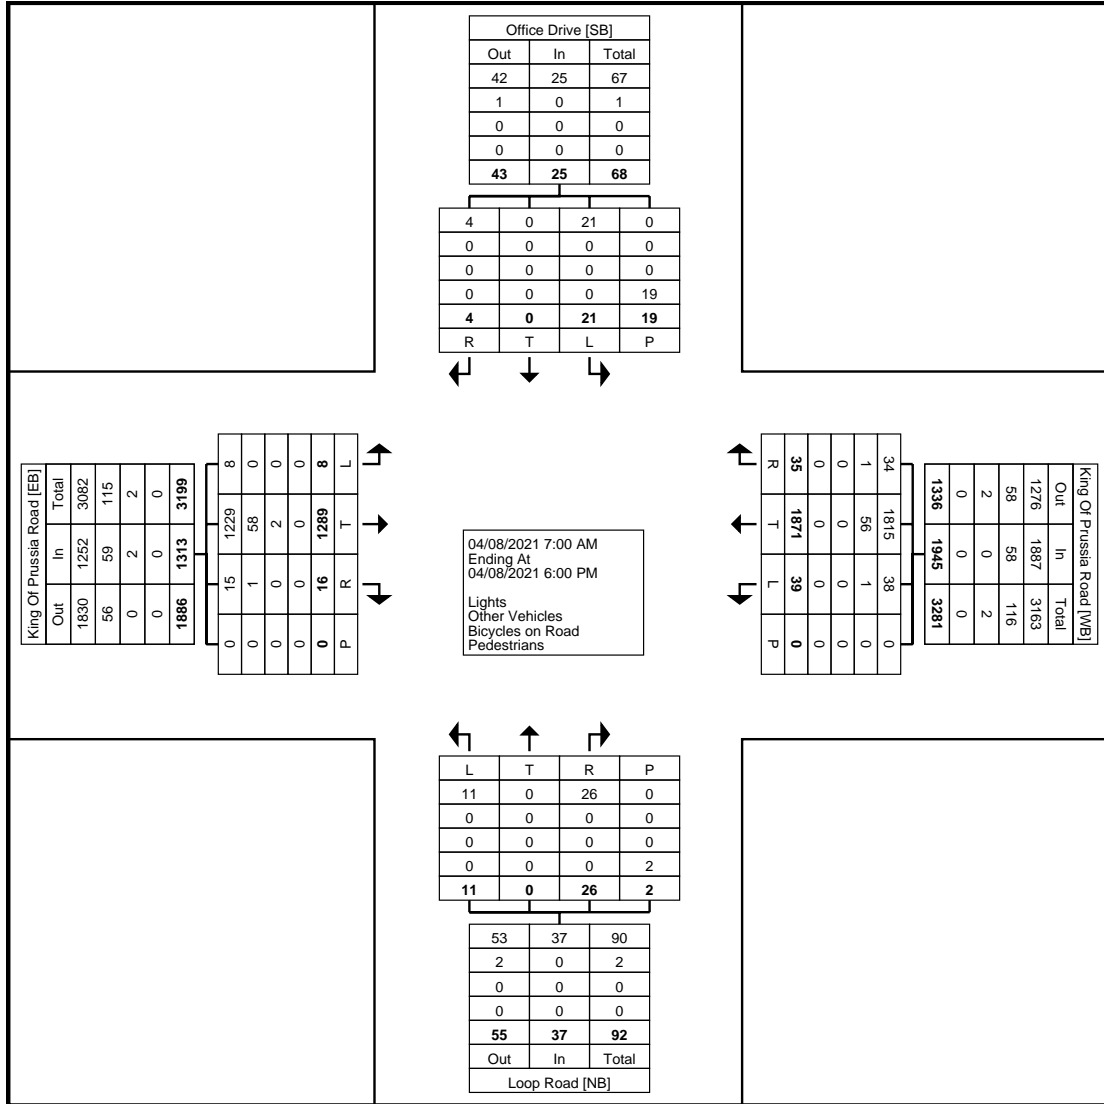 Office Drive [SB]
Out In Total
42 25 67
1 0 1
0 0 0
0 0 0
43 25 68
4 0 21 0
0 0 0 0
0 0 0 0
0 0 0 19
4 0 21 19
R T L P
King Of Prussia Road [EB]
Total 3082 115 2 0 3199
In 1252 59 2 0 1313
Out 1830 56 0 0 1886
8 0 0 0 8 L
1229 58 2 0 1289 T
15 1 0 0 16 R
0 0 0 0 0 P
04/08/2021 7:00 AM
Ending At
04/08/2021 6:00 PM
Lights
Other Vehicles
Bicycles on Road
Pedestrians
R 35 0 0 1 34
T 1871 0 0 56 1815
L 39 0 0 1 38
P 0 0 0 0 0
King Of Prussia Road [WB]
Out 1276 58 2 0 1336
In 1887 58 0 0 1945
Total 3163 116 2 0 3281
L T R P
11 0 26 0
0 0 0 0
0 0 0 0
0 0 0 2
11 0 26 2
53 37 90
2 0 2
0 0 0
0 0 0
55 37 92
Out In Total
Loop Road [NB]